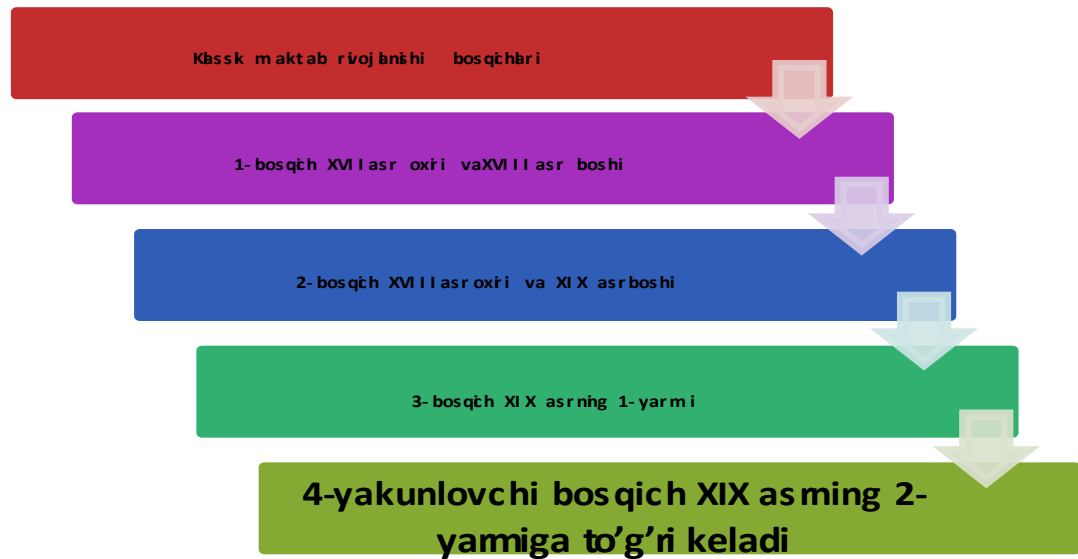 Klassik maktab rivojlanishi bosqichlari
1-bosqich XVII asr oxiri va XVIII asr boshi
2-bosqich XVIII asr oxiri va XIX asr boshi
3-bosqich XIX asrning 1-yarmi
4-yakunlovchi bosqich XIX asrning 2-
yarmiga to’g’ri keladi